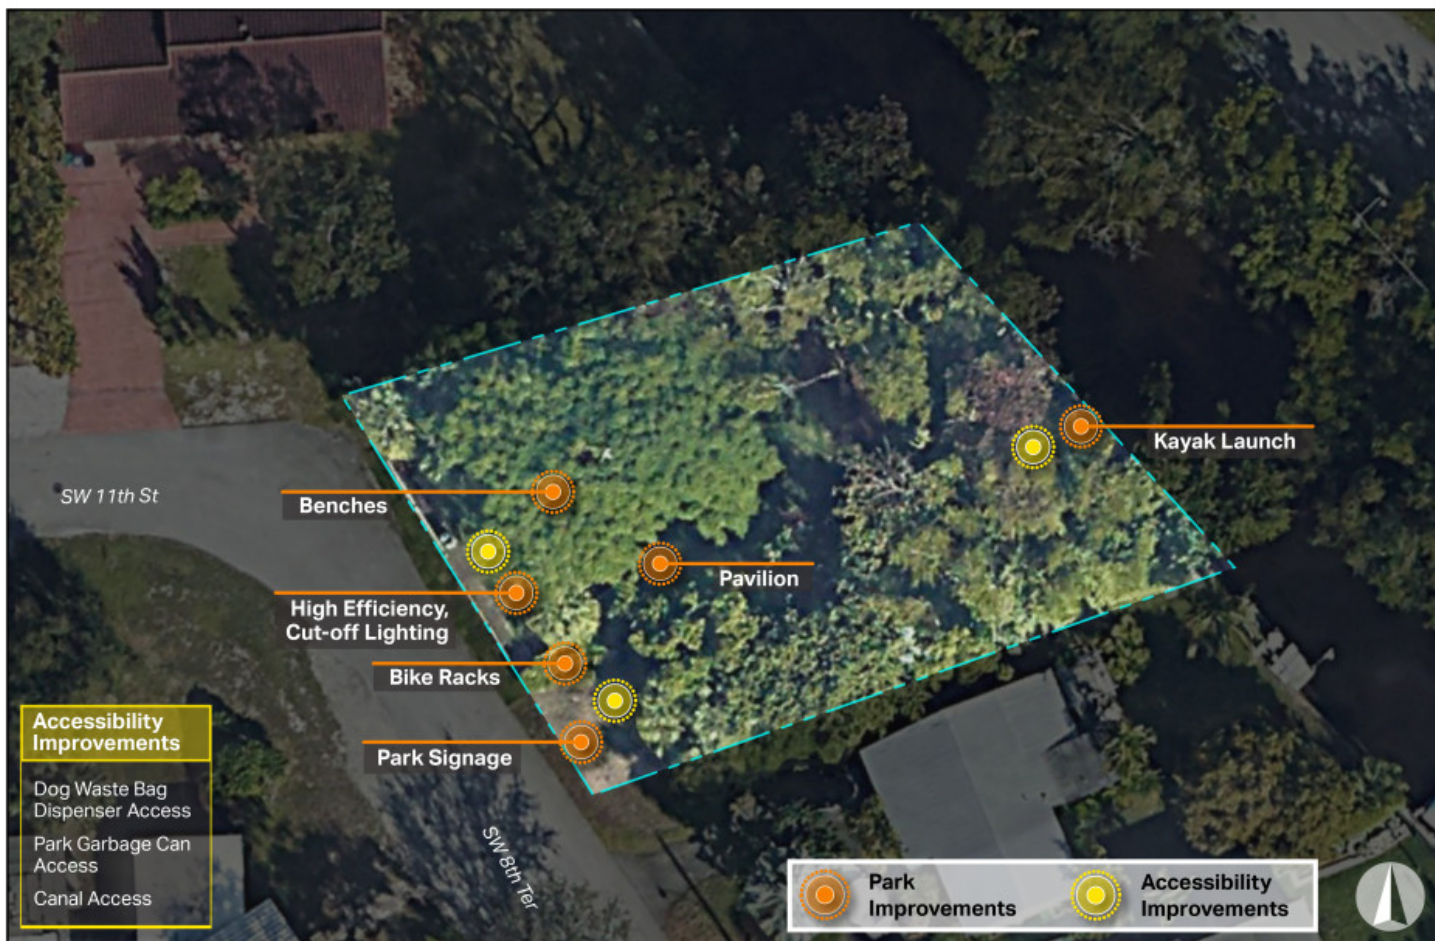 Kayak Launch
SW 11th St
Benches
Pavilion
High Efficiency,
Cut-off Lighting
Bike Racks
Park Signage
SW 8th Ter
Accessibility
Improvements
Dog Waste Bag
Dispenser Access
Park Garbage Can
Access
Canal Access
Park
Improvements
Accessibility
Improvements